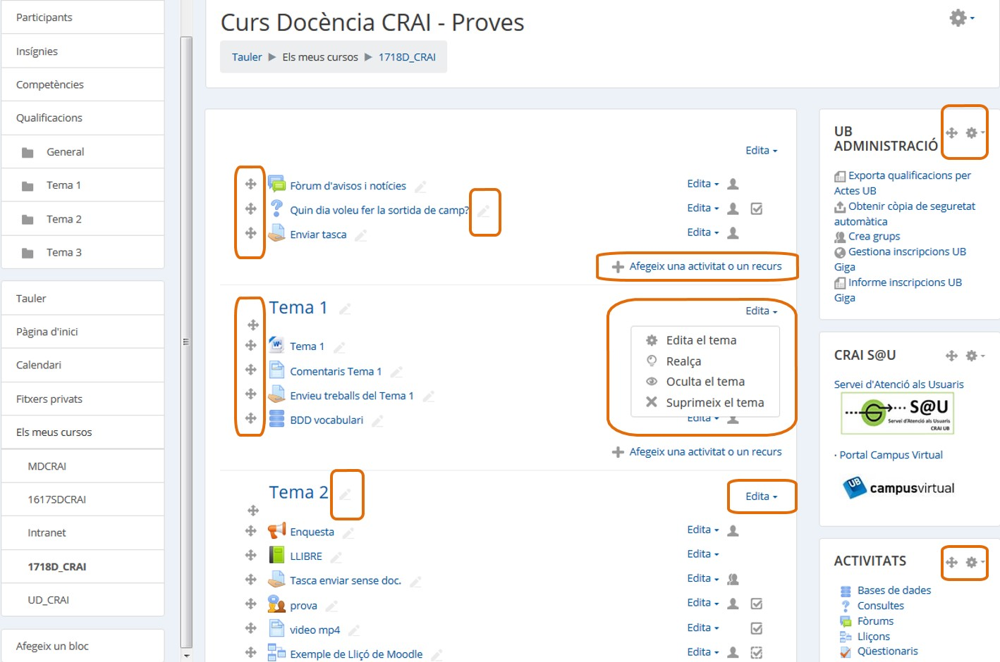 Participants
Insígnies
Competències
Qualificacions
General
Tema 1
Tema 2
Tema 3
Tauler
Pàgina d'inici
Calendari
Fitxers privats
Els meus cursos
MDCRAI
1617SDCRAI
Intranet
1718D_CRAI
UD_CRAI
Afegeix un bloc
Curs Docència CRAI - Proves
Tauler ▶ Els meus cursos ▶ 1718D_CRAI
Edita
Fòrum d'avisos i notícies Edita
Quin dia voleu fer la sortida de camp? Edita
Enviar tasca Edita
Afegeix una activitat o un recurs
Tema 1 Edita
Edita el tema
Realça
Oculta el tema
Suprimeix el tema
Tema 1
Comentaris Tema 1
Envieu treballs del Tema 1
BDD vocabulari Edita
Afegeix una activitat o un recurs
Tema 2 Edita
Enquesta Edita
LLIBRE Edita
Tasca enviar sense doc. Edita
prova Edita
video mp4 Edita
Exemple de Lliçó de Moodle Edita
UB
ADMINISTRACIÓ
Exporta qualificacions per
Actes UB
Obtenir còpia de seguretat
automàtica
Crea grups
Gestiona inscripcions UB
Giga
Informe inscripcions UB
Giga
CRAI S@U
Servei d'Atenció als Usuaris
S@U
Servei d'Atenció als Usuaris
CRAI UB
· Portal Campus Virtual
UB campusvirtual
ACTIVITATS
Bases de dades
Consultes
Fòrums
Lliçons
Qüestionaris